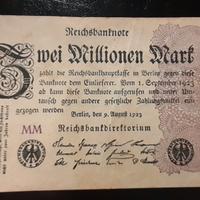 Reichsbanknote
Zwei Millionen Mark
zahlt die Reichsbankhauptkasse in Berlin gegen diese
Banknote dem Einlieferer. Vom 1. September 1923
ab kann diese Banknote aufgerufen und unter Um-
tausch gegen andere gesetzliche Zahlungsmittel ein-
gezogen werden
Berlin, den 9. August 1923
MM
Reichsbankdirektorium